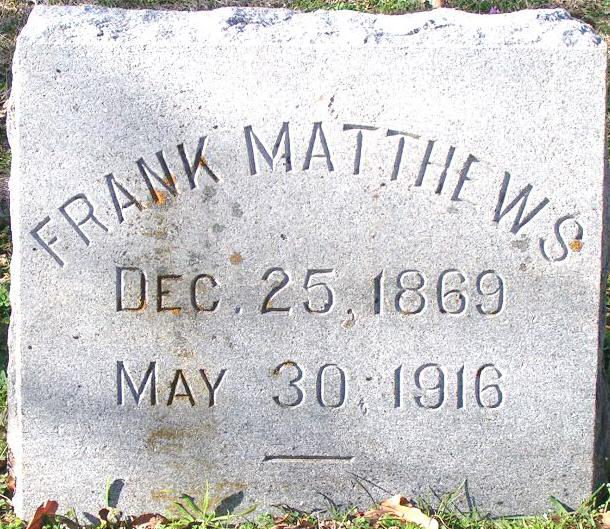 FRANK MATTHEWS
DEC. 25, 1869
MAY 30, 1916